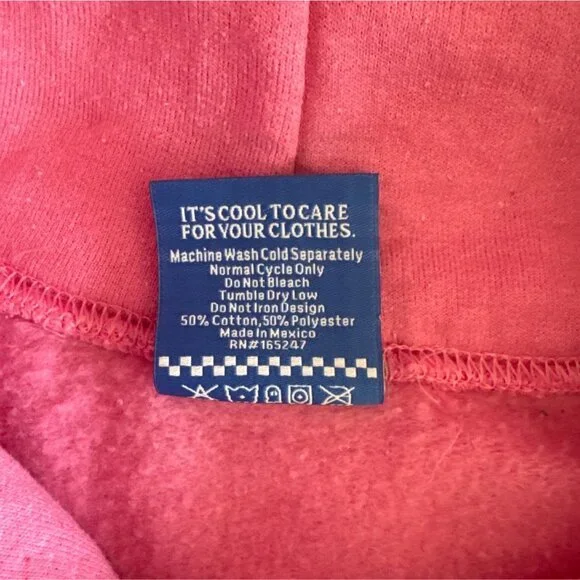 IT'S COOL TO CARE
FOR YOUR CLOTHES.
Machine Wash Cold Separately
Normal Cycle Only
Do Not Bleach
Tumble Dry Low
Do Not Iron Design
50% Cotton, 50% Polyester
Made in Mexico
RN#165247